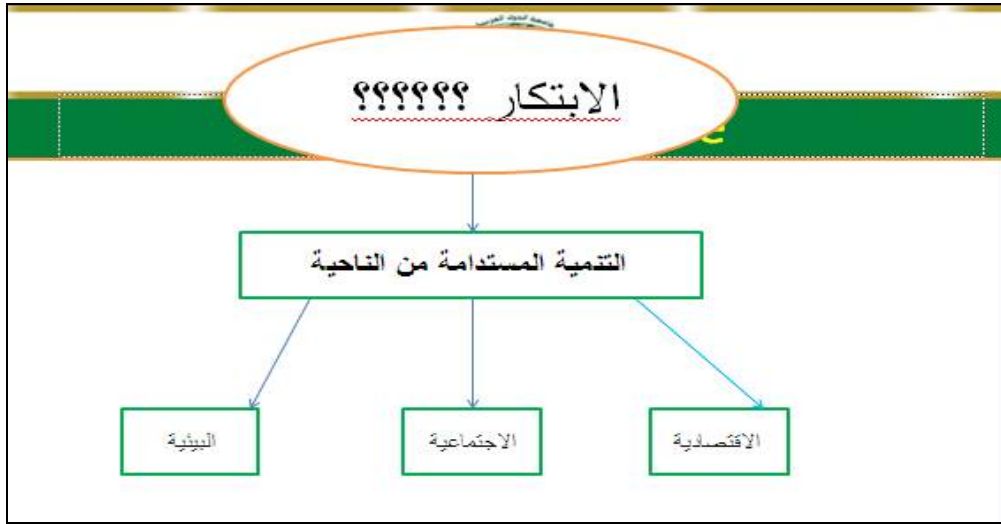 الابتكار ؟؟؟؟؟؟
التنمية المستدامة من الناحية
الاقتصادية
الاجتماعية
البيئية